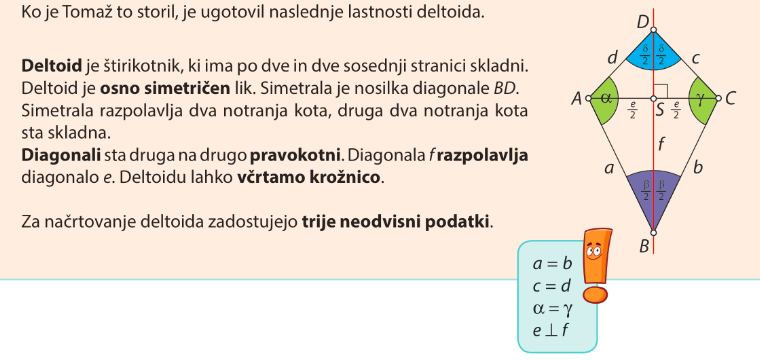 Ko je Tomaž to storil, je ugotovil naslednje lastnosti deltoida.
Deltoid je štirikotnik, ki ima po dve in dve sosednji stranici skladni.
Deltoid je osno simetričen lik. Simetrala je nosilka diagonale BD.
Simetrala razpolavlja dva notranja kota, druga dva notranja kota
sta skladna.
Diagonali sta druga na drugo pravokotni. Diagonala f razpolavlja
diagonalo e. Deltoidu lahko včrtamo krožnico.
Za načrtovanje deltoida zadostujejo trije neodvisni podatki.
D
δ/2 δ/2
d c
A α e/2 S e/2 γ C
f
a b
β/2 β/2
B
a = b
c = d
α = γ
e ⊥ f